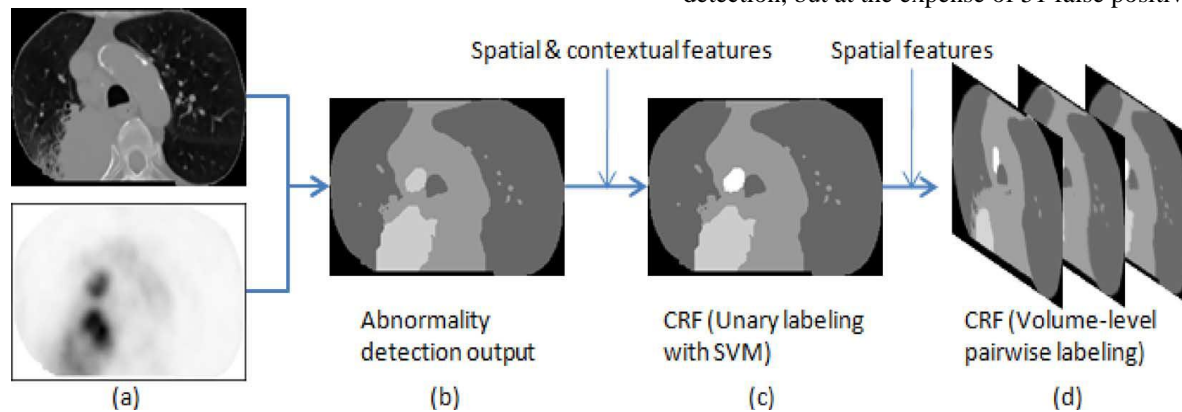 detection, but at the expense of 51 false positiv
Spatial & contextual features
Spatial features
Abnormality
detection output
CRF (Unary labeling
with SVM)
CRF (Volume-level
pairwise labeling)
(a)
(b)
(c)
(d)